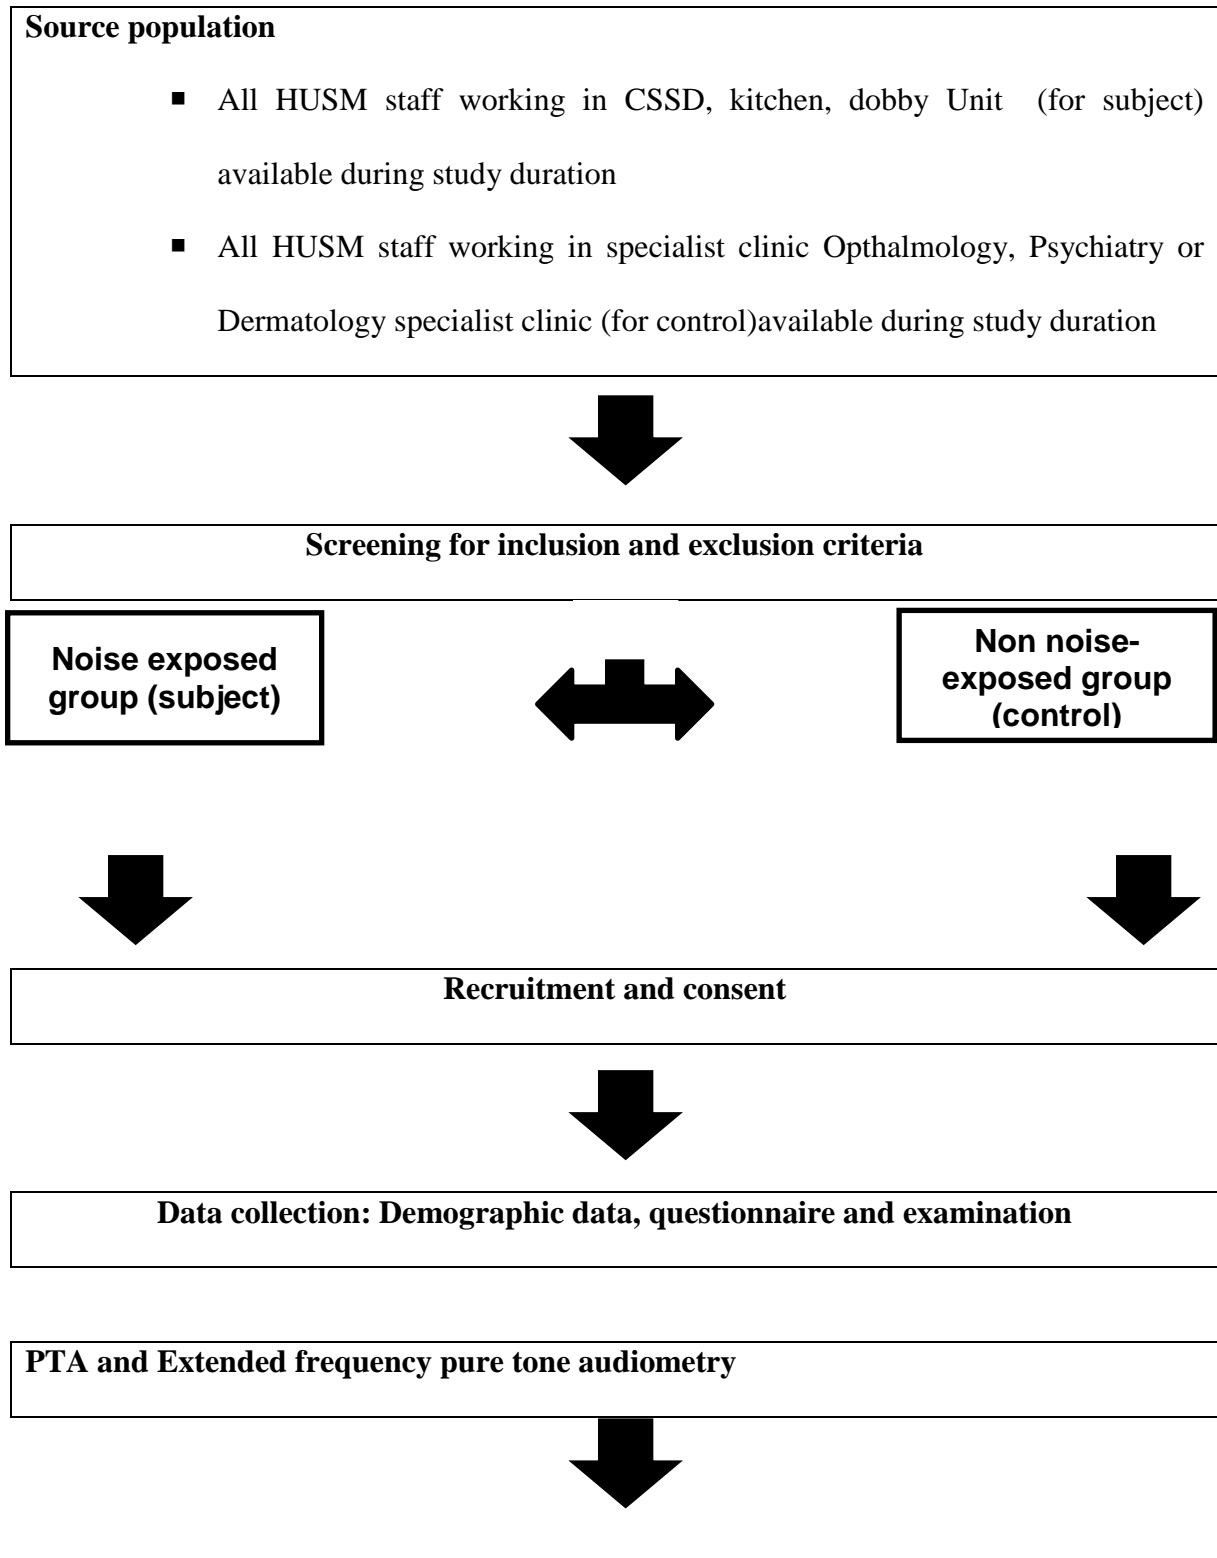 Source population
▪ All HUSM staff working in CSSD, kitchen, dobby Unit (for subject)
available during study duration
▪ All HUSM staff working in specialist clinic Opthalmology, Psychiatry or
Dermatology specialist clinic (for control)available during study duration
Screening for inclusion and exclusion criteria
Noise exposed
group (subject)
Non noise-
exposed group
(control)
Recruitment and consent
Data collection: Demographic data, questionnaire and examination
PTA and Extended frequency pure tone audiometry